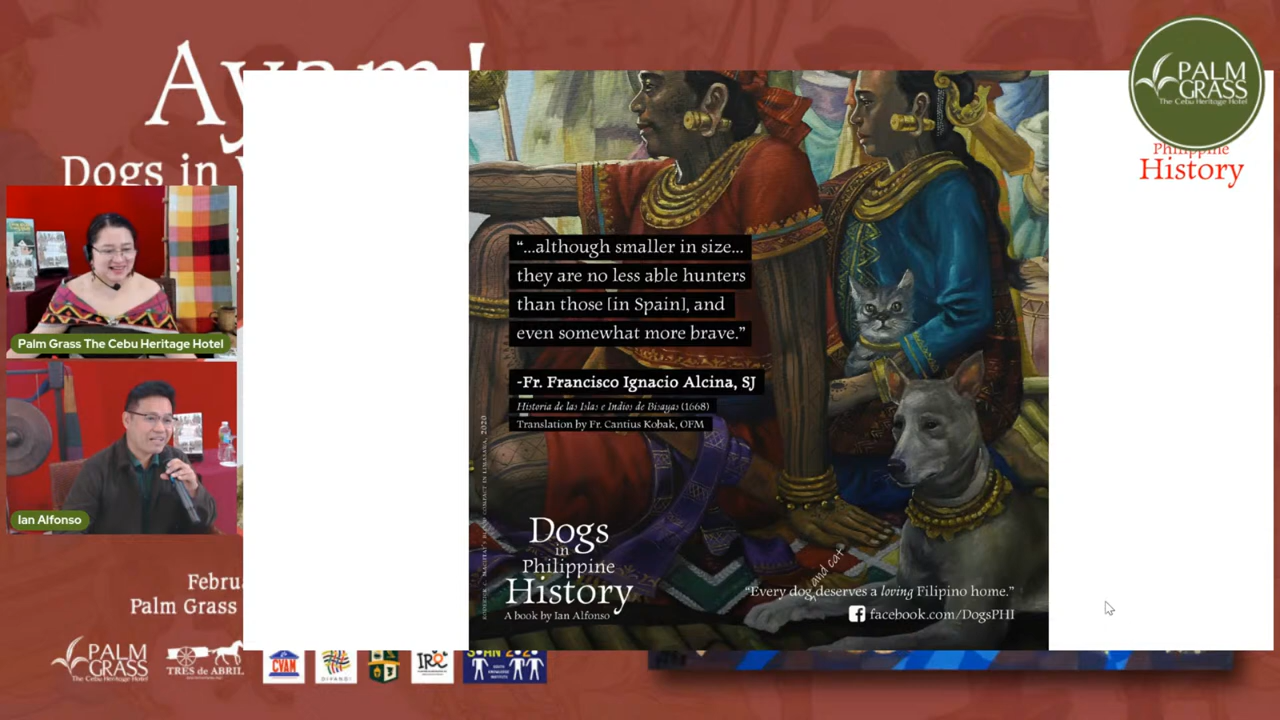 Ay
Dogs in
PALM
GRASS
The Cebu Heritage Hotel
Philippine
History
Palm Grass The Cebu Heritage Hotel
Ian Alfonso
“...although smaller in size...
they are no less able hunters
than those [in Spain], and
even somewhat more brave.”
-Fr. Francisco Ignacio Alcina, SJ
Historia de las Islas e Indios de Bisayas (1668)
Translation by Fr. Cantius Kobak, OFM
Dogs
in
Philippine
History
A book by Ian Alfonso
& and cat
“Every dog deserves a loving Filipino home.”
facebook.com/DogsPHI
Februa
Palm Grass
PALM
GRASS
The Cebu Heritage Hotel
TRES de ABRIL
CVAM